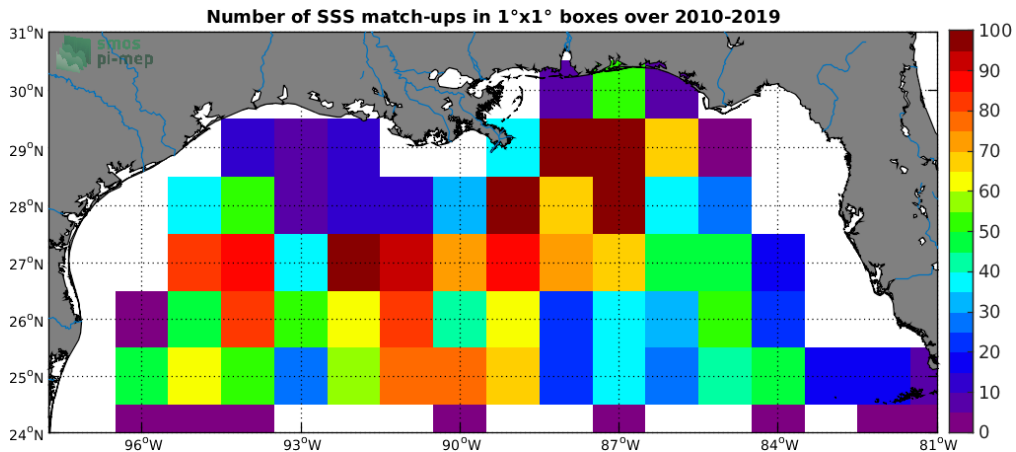 Number of SSS match-ups in 1°x1° boxes over 2010-2019
smos
pi-mep
31°N
30°N
29°N
28°N
27°N
26°N
25°N
24°N
96°W
93°W
90°W
87°W
84°W
81°W
100
90
80
70
60
50
40
30
20
10
0